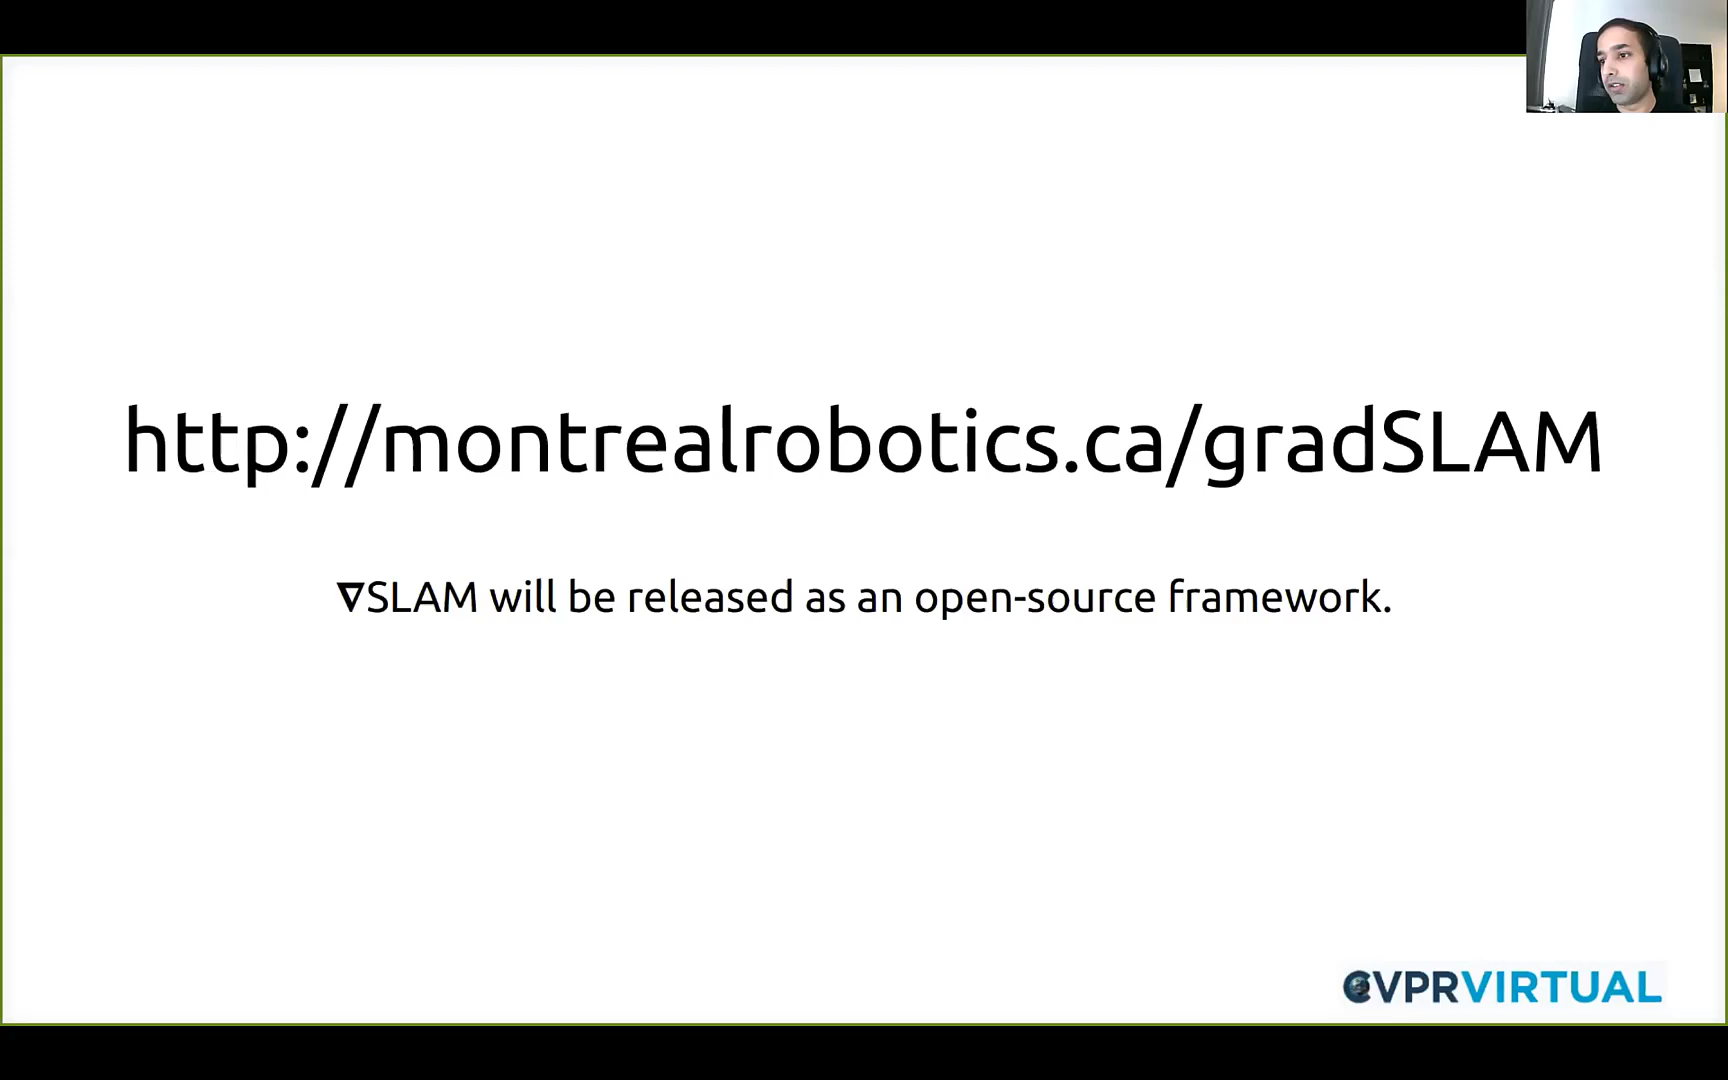 http://montrealrobotics.ca/gradSLAM
∇SLAM will be released as an open-source framework.
CVPRVIRTUAL